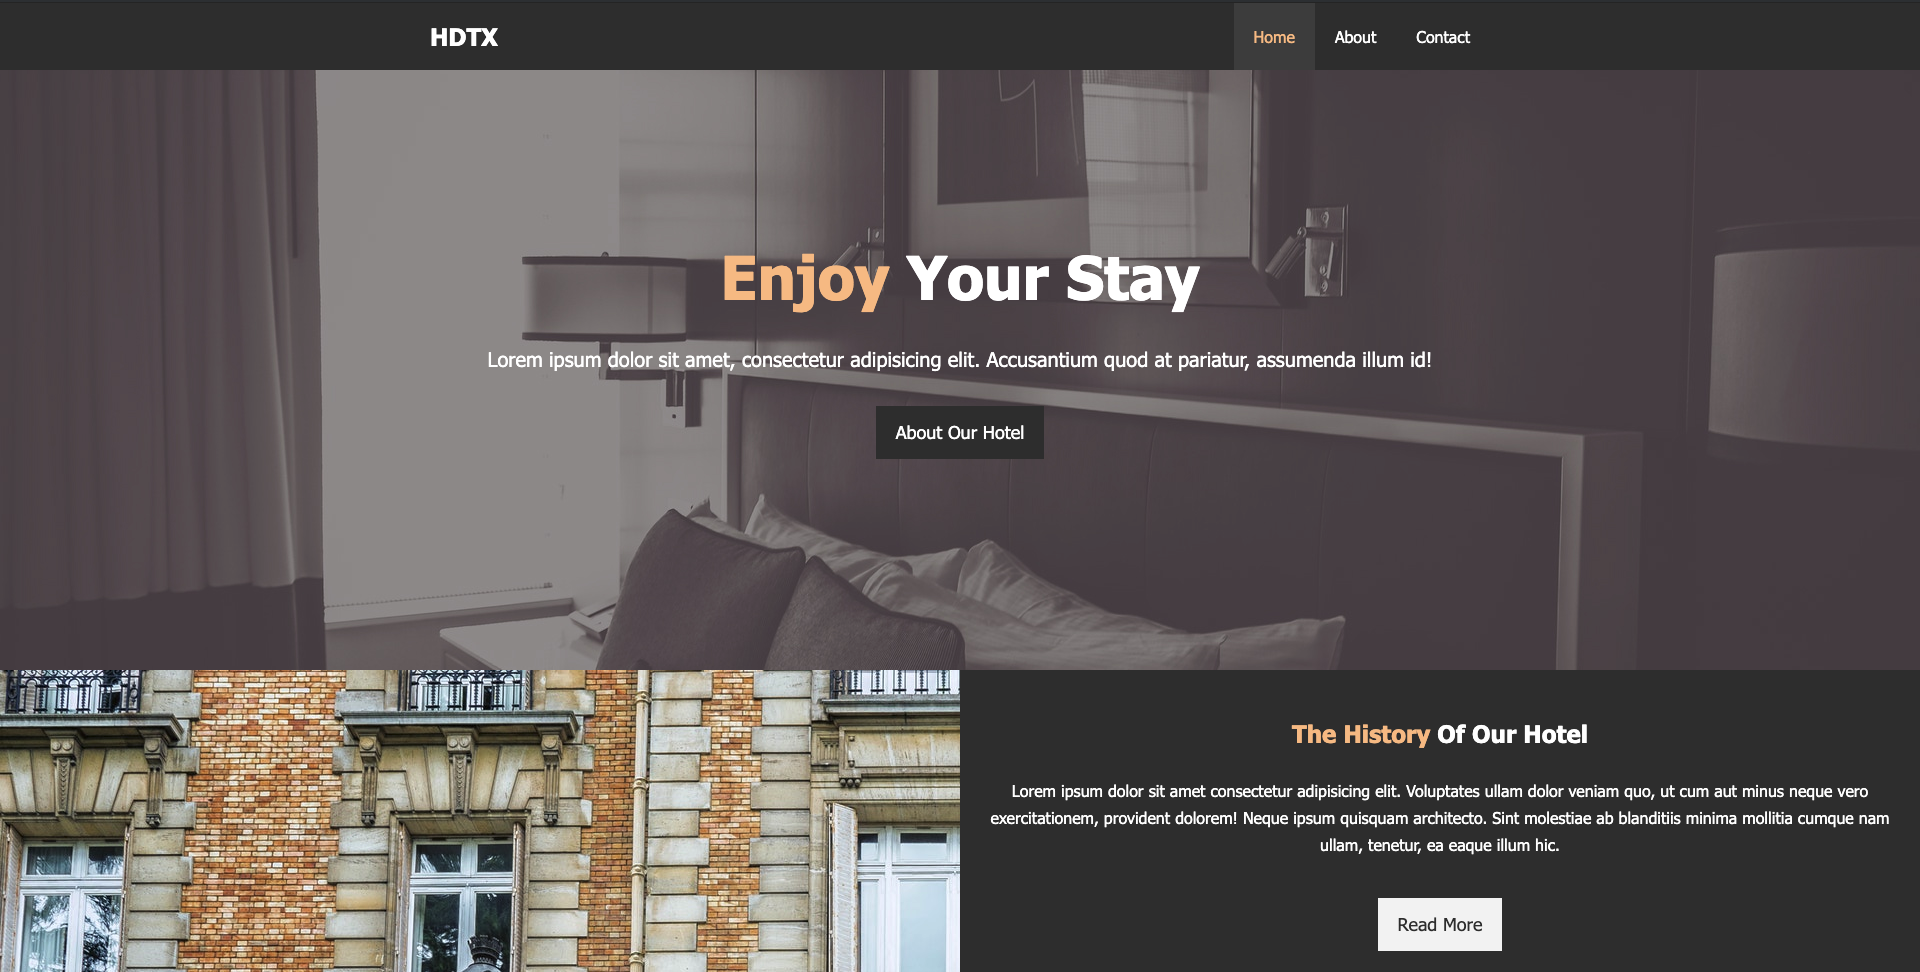 HDTX
Home About Contact
Enjoy Your Stay
Lorem ipsum dolor sit amet, consectetur adipisicing elit. Accusantium quod at pariatur, assumenda illum id!
About Our Hotel
The History Of Our Hotel
Lorem ipsum dolor sit amet consectetur adipisicing elit. Voluptates ullam dolor veniam quo, ut cum aut minus neque vero
exercitationem, provident dolorem! Neque ipsum quisquam architecto. Sint molestiae ab blanditiis minima mollitia cumque nam
ullam, tenetur, ea eaque illum hic.
Read More